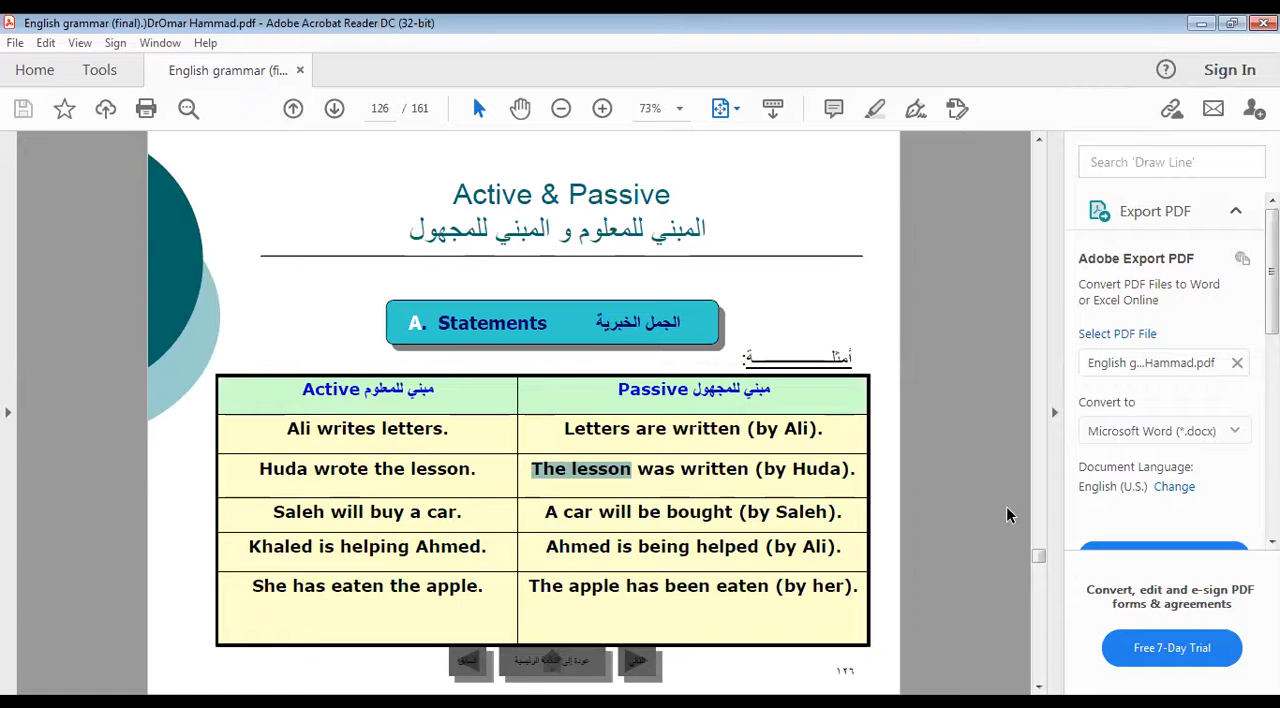 English grammar (final).)DrOmar Hammad.pdf - Adobe Acrobat Reader DC (32-bit)
File Edit View Sign Window Help
Home Tools English grammar (fi... × Sign In
126 / 161 73%
Search 'Draw Line'
Export PDF
Adobe Export PDF
Convert PDF Files to Word
or Excel Online
Select PDF File
English g...Hammad.pdf
Convert to
Microsoft Word (*.docx)
Document Language:
English (U.S.) Change
Convert, edit and e-sign PDF
forms & agreements
Free 7-Day Trial
Active & Passive
المبني للمعلوم و المبني للمجهول
A. Statements الجمل الخبرية
أمثلـــــــــــــــة:
Active مبني للمعلوم Passive مبني للمجهول
Ali writes letters. Letters are written (by Ali).
Huda wrote the lesson. The lesson was written (by Huda).
Saleh will buy a car. A car will be bought (by Saleh).
Khaled is helping Ahmed. Ahmed is being helped (by Ali).
She has eaten the apple. The apple has been eaten (by her).
السابق عودة إلى القائمة الرئيسية التالي
١٢٦